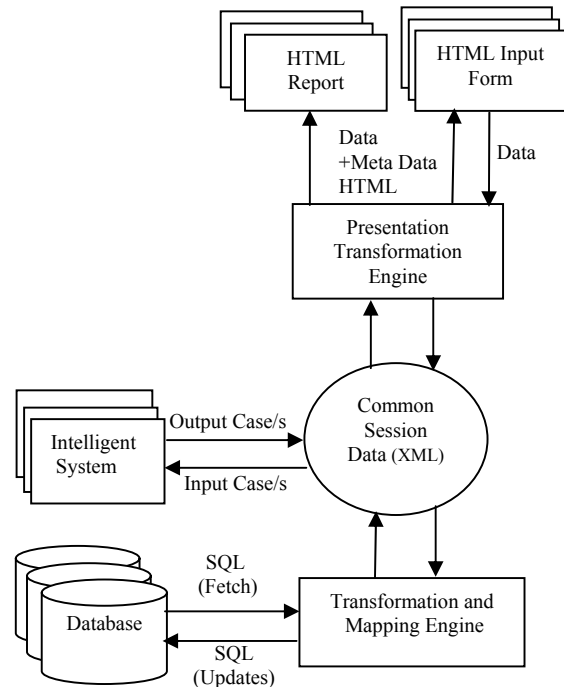 HTML
Report
HTML Input
Form
Data
+Meta Data
HTML
Data
Presentation
Transformation
Engine
Output Case/s
Intelligent
System
Input Case/s
Common
Session
Data (XML)
SQL
(Fetch)
Database
SQL
(Updates)
Transformation and
Mapping Engine